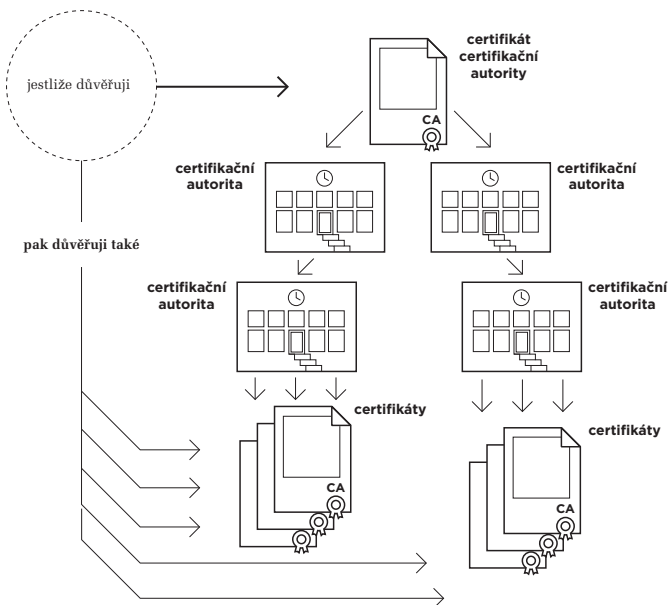 certifikát
certifikační
autority
jestliže důvěřuji
CA
certifikační
autorita
certifikační
autorita
pak důvěřuji také
certifikační
autorita
certifikační
autorita
certifikáty
certifikáty
CA
CA